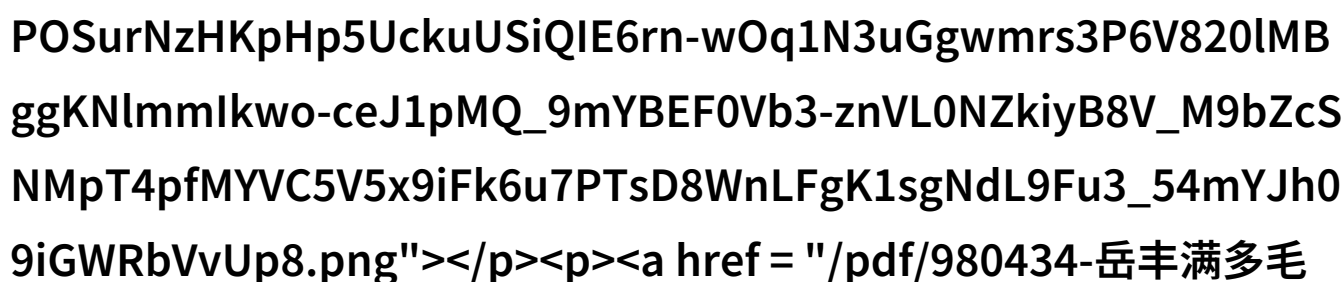 POSurNzHKpHp5UckuUSiQIE6rn-wOq1N3uGgwmrs3P6V820lMB
ggKNlmmIkwo-ceJ1pMQ_9mYBEF0Vb3-znVL0NZkiyB8V_M9bZcS
NMpT4pfMYVC5V5x9iFk6u7PTsD8WnLFgK1sgNdL9Fu3_54mYJh0
9iGWRbVvUp8.png"></p><p><a href = "/pdf/980434-岳丰满多毛